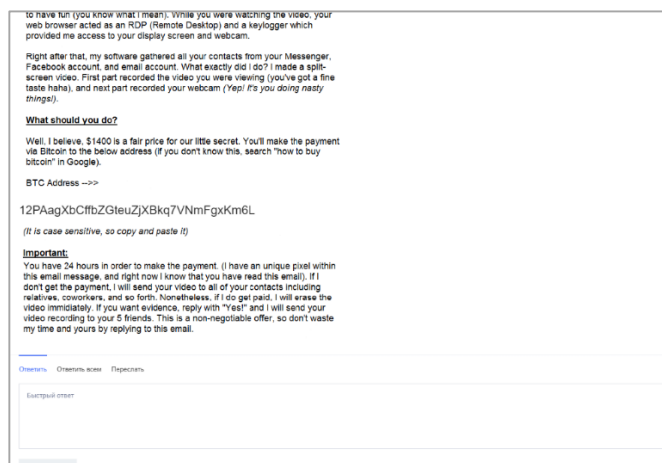 to have fun (you know what I mean). While you were watching the video, your
web browser acted as an RDP (Remote Desktop) and a keylogger which
provided me access to your display screen and webcam.
Right after that, my software gathered all your contacts from your Messenger,
Facebook account, and email account. What exactly did I do? I made a split-
screen video. First part recorded the video you were viewing (you've got a fine
taste haha), and next part recorded your webcam (Yep! It's you doing nasty
things!).
What should you do?
Well, I believe, $1400 is a fair price for our little secret. You'll make the payment
via Bitcoin to the below address (if you don't know this, search "how to buy
bitcoin" in Google).
BTC Address -->>
12PAagXbCffbZGteuZjXBkq7VNmFgxKm6L
(It is case sensitive, so copy and paste it)
Important:
You have 24 hours in order to make the payment. (I have an unique pixel within
this email message, and right now I know that you have read this email). If I
don't get the payment, I will send your video to all of your contacts including
relatives, coworkers, and so forth. Nonetheless, if I do get paid, I will erase the
video immidiately. If you want evidence, reply with "Yes!" and I will send your
video recording to your 5 friends. This is a non-negotiable offer, so don't waste
my time and yours by replying to this email.
Ответить Ответить всем Переслать
Быстрый ответ